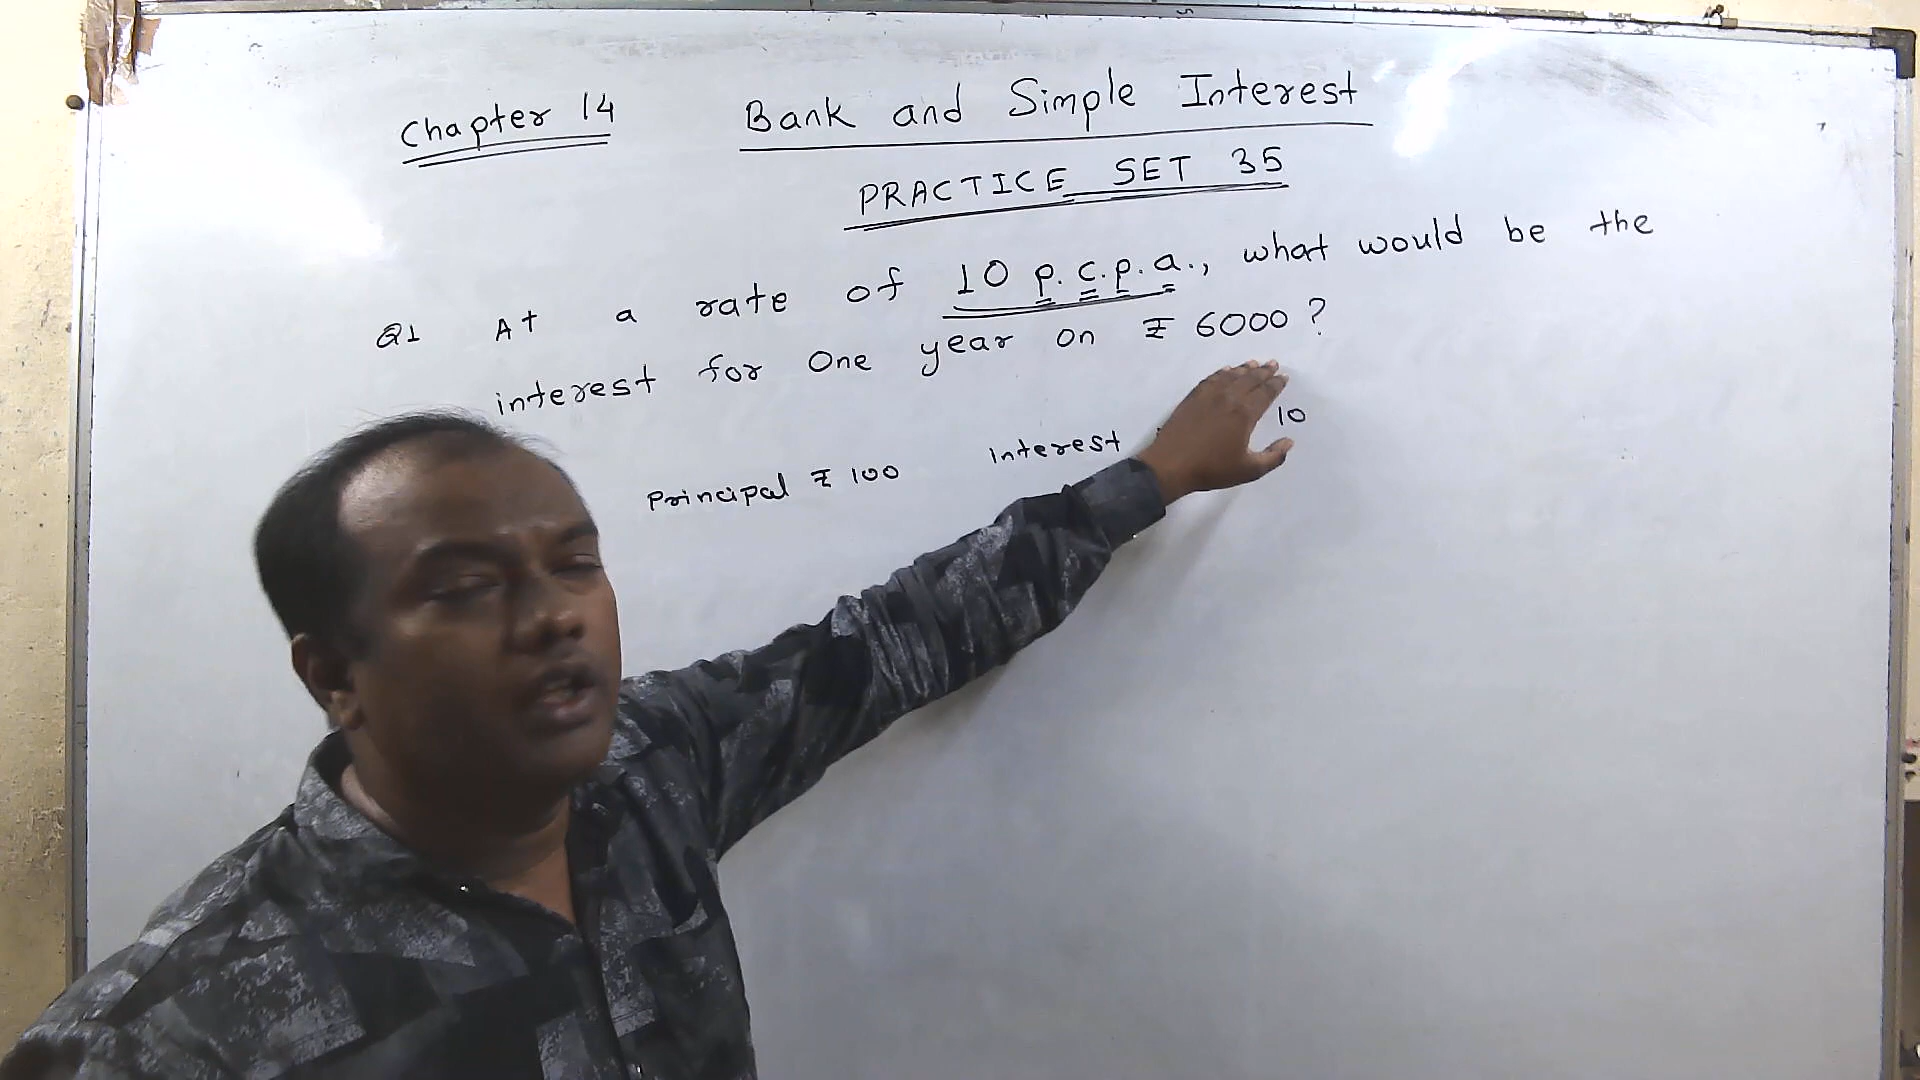 Chapter 14 Bank and Simple Interest
PRACTICE SET 35
Q1 At a rate of 10 p.c.p.a., what would be the
interest for One year on ₹ 6000 ?
Principal ₹ 100 Interest 10